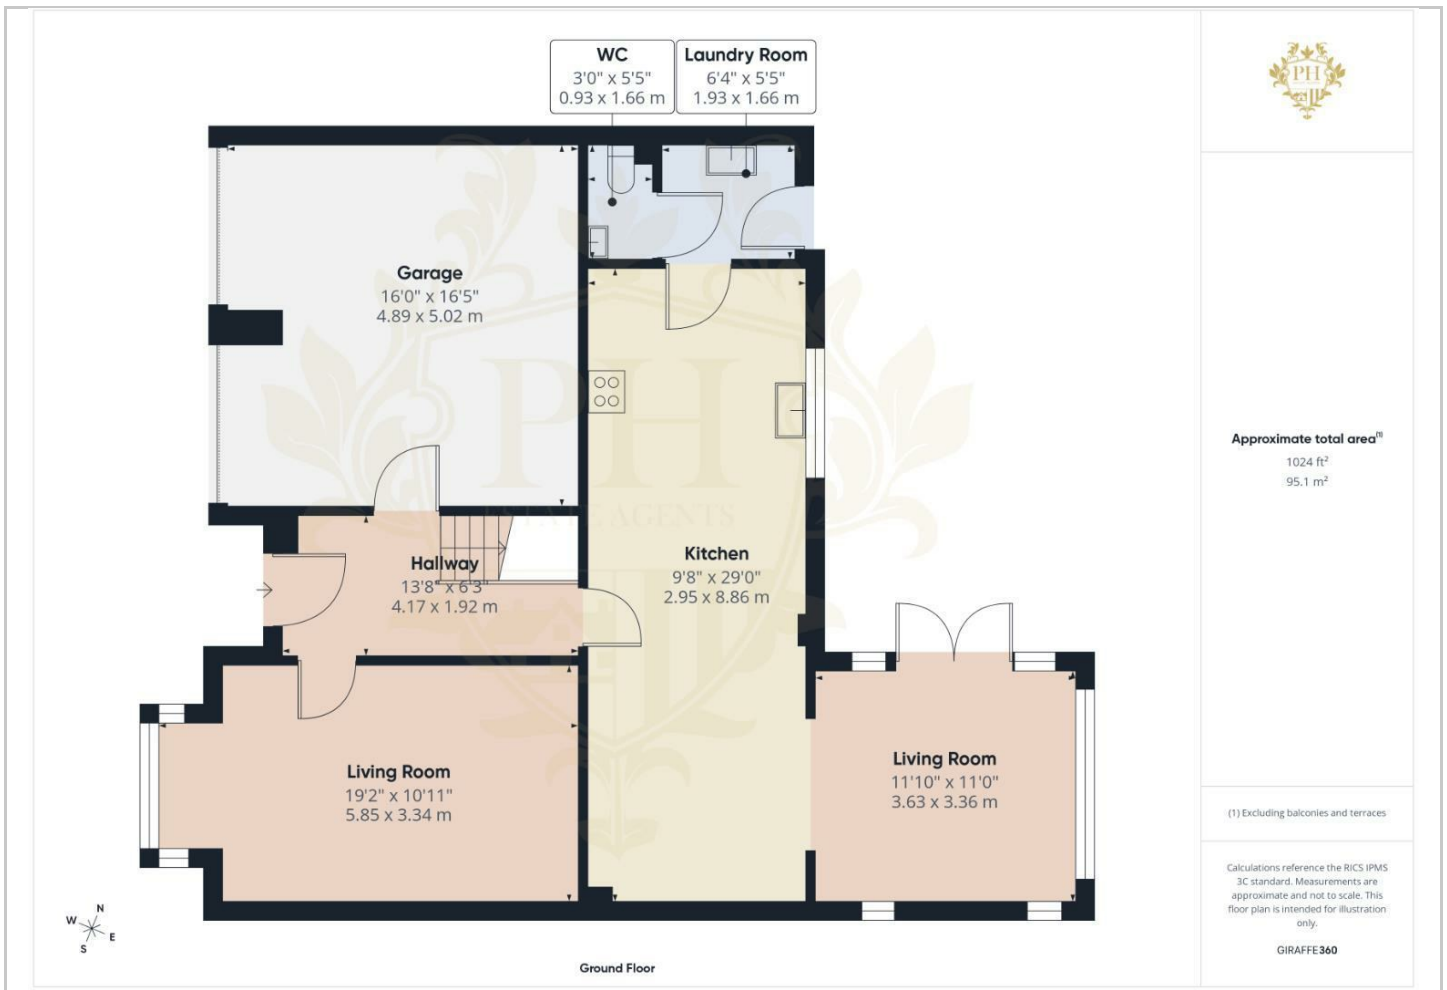 WC
3'0" x 5'5"
0.93 x 1.66 m
Laundry Room
6'4" x 5'5"
1.93 x 1.66 m
Garage
16'0" x 16'5"
4.89 x 5.02 m
Hallway
13'8" x 6'3"
4.17 x 1.92 m
Kitchen
9'8" x 29'0"
2.95 x 8.86 m
Living Room
19'2" x 10'11"
5.85 x 3.34 m
Living Room
11'10" x 11'0"
3.63 x 3.36 m
PH
ESTATE AGENTS
N
W
E
S
Ground Floor
PH
Approximate total area(1)
1024 ft²
95.1 m²
(1) Excluding balconies and terraces
Calculations reference the RICS IPMS
3C standard. Measurements are
approximate and not to scale. This
floor plan is intended for illustration
only.
GIRAFFE360